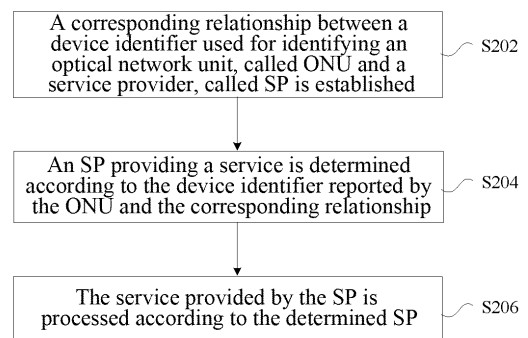 A corresponding relationship between a
device identifier used for identifying an
optical network unit, called ONU and a
service provider, called SP is established
S202
An SP providing a service is determined
according to the device identifier reported by
the ONU and the corresponding relationship
S204
The service provided by the SP is
processed according to the determined SP
S206